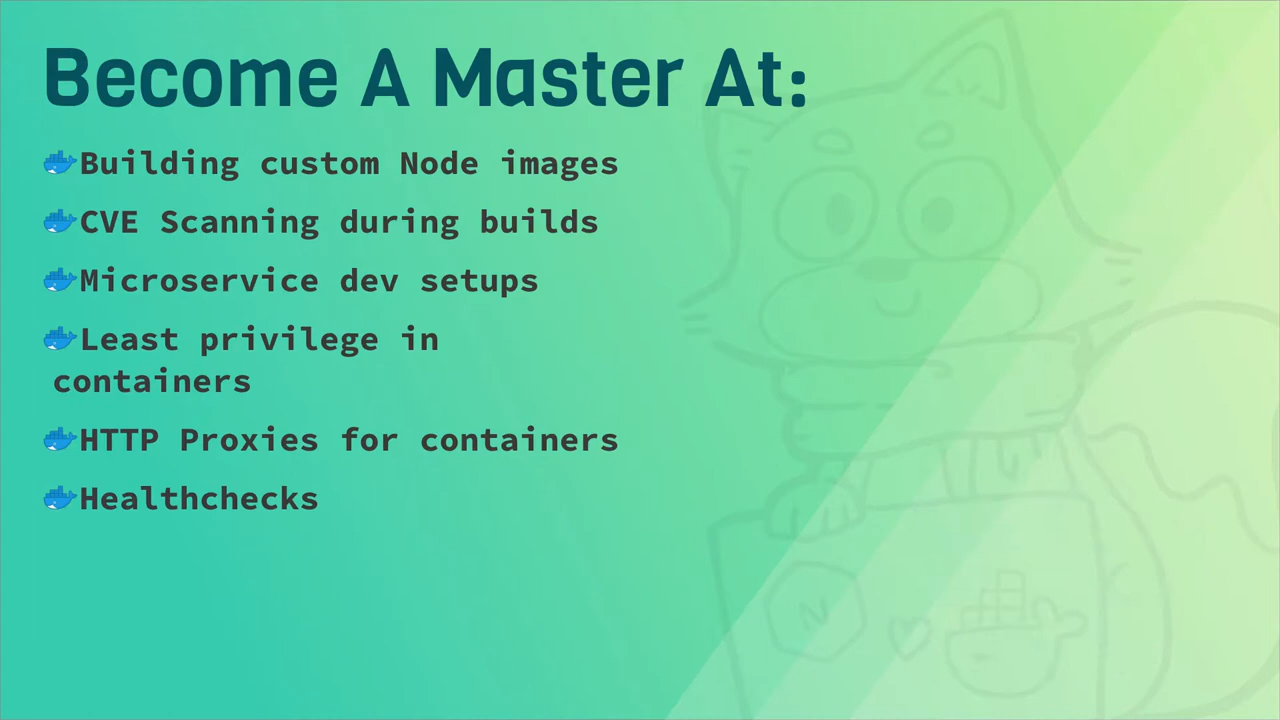 Become A Master At:
Building custom Node images
CVE Scanning during builds
Microservice dev setups
Least privilege in
containers
HTTP Proxies for containers
Healthchecks
N